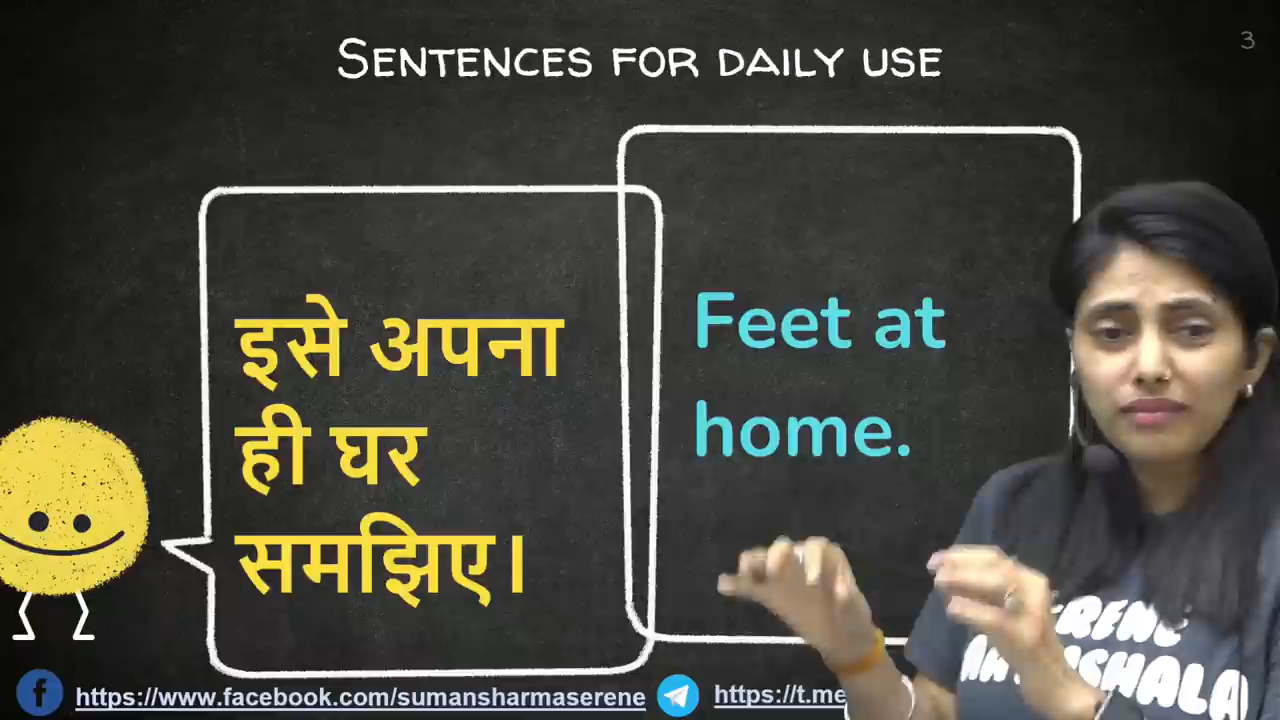 SENTENCES FOR DAILY USE
3
इसे अपना
ही घर
समझिए।
Feet at
home.
https://www.facebook.com/sumansharmaserene
https://t.me